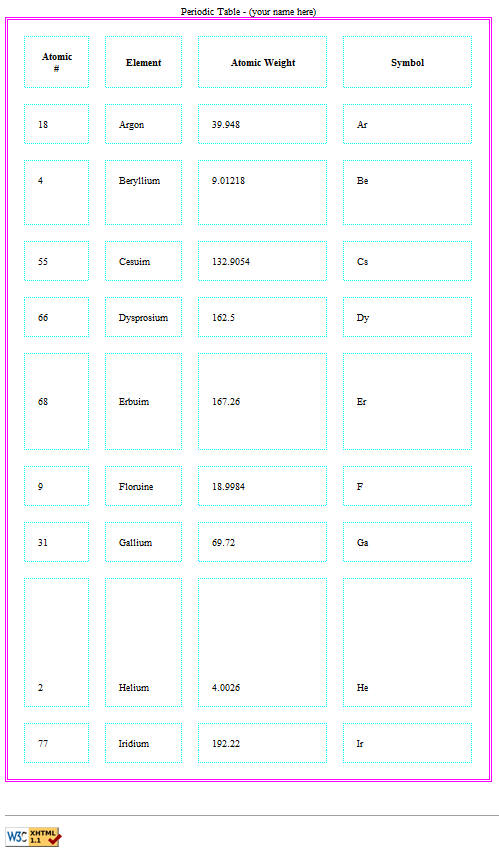 Periodic Table - (your name here)
Atomic # Element Atomic Weight Symbol
18 Argon 39.948 Ar
4 Beryllium 9.01218 Be
55 Cesuim 132.9054 Cs
66 Dysprosium 162.5 Dy
68 Erbuim 167.26 Er
9 Floruine 18.9984 F
31 Gallium 69.72 Ga
2 Helium 4.0026 He
77 Iridium 192.22 Ir
W3C XHTML 1.1